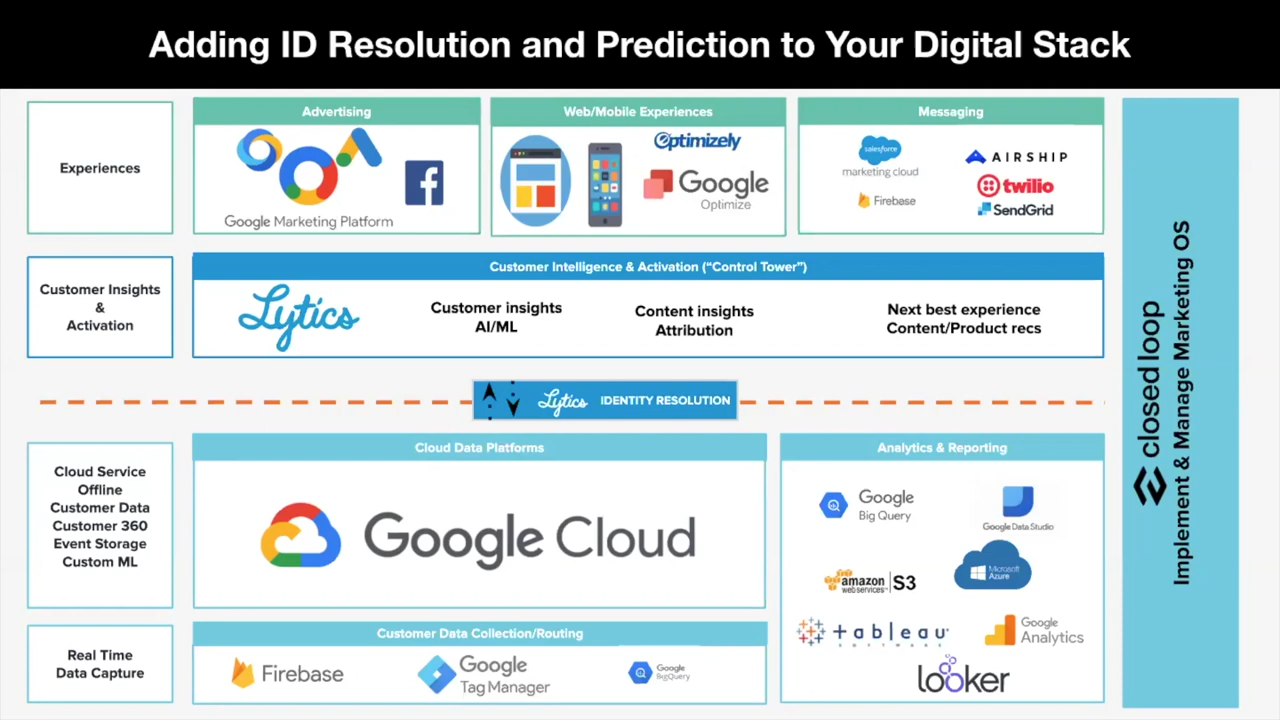 Adding ID Resolution and Prediction to Your Digital Stack
Experiences
Advertising
Google Marketing Platform
f
Web/Mobile Experiences
Optimizely
Google
Optimize
Messaging
salesforce
marketing cloud
Firebase
AIRSHIP
twilio
SendGrid
Customer Insights
&
Activation
Customer Intelligence & Activation (“Control Tower”)
Lytics
Customer insights
AI/ML
Content insights
Attribution
Next best experience
Content/Product recs
Lytics IDENTITY RESOLUTION
Cloud Service
Offline
Customer Data
Customer 360
Event Storage
Custom ML
Cloud Data Platforms
Google Cloud
Analytics & Reporting
Google
Big Query
Google Data Studio
amazon
web services™ S3
Microsoft
Azure
tableau
SOFTWARE
Google
Analytics
looker
Real Time
Data Capture
Customer Data Collection/Routing
Firebase
Google
Tag Manager
Google
BigQuery
closed loop
Implement & Manage Marketing OS